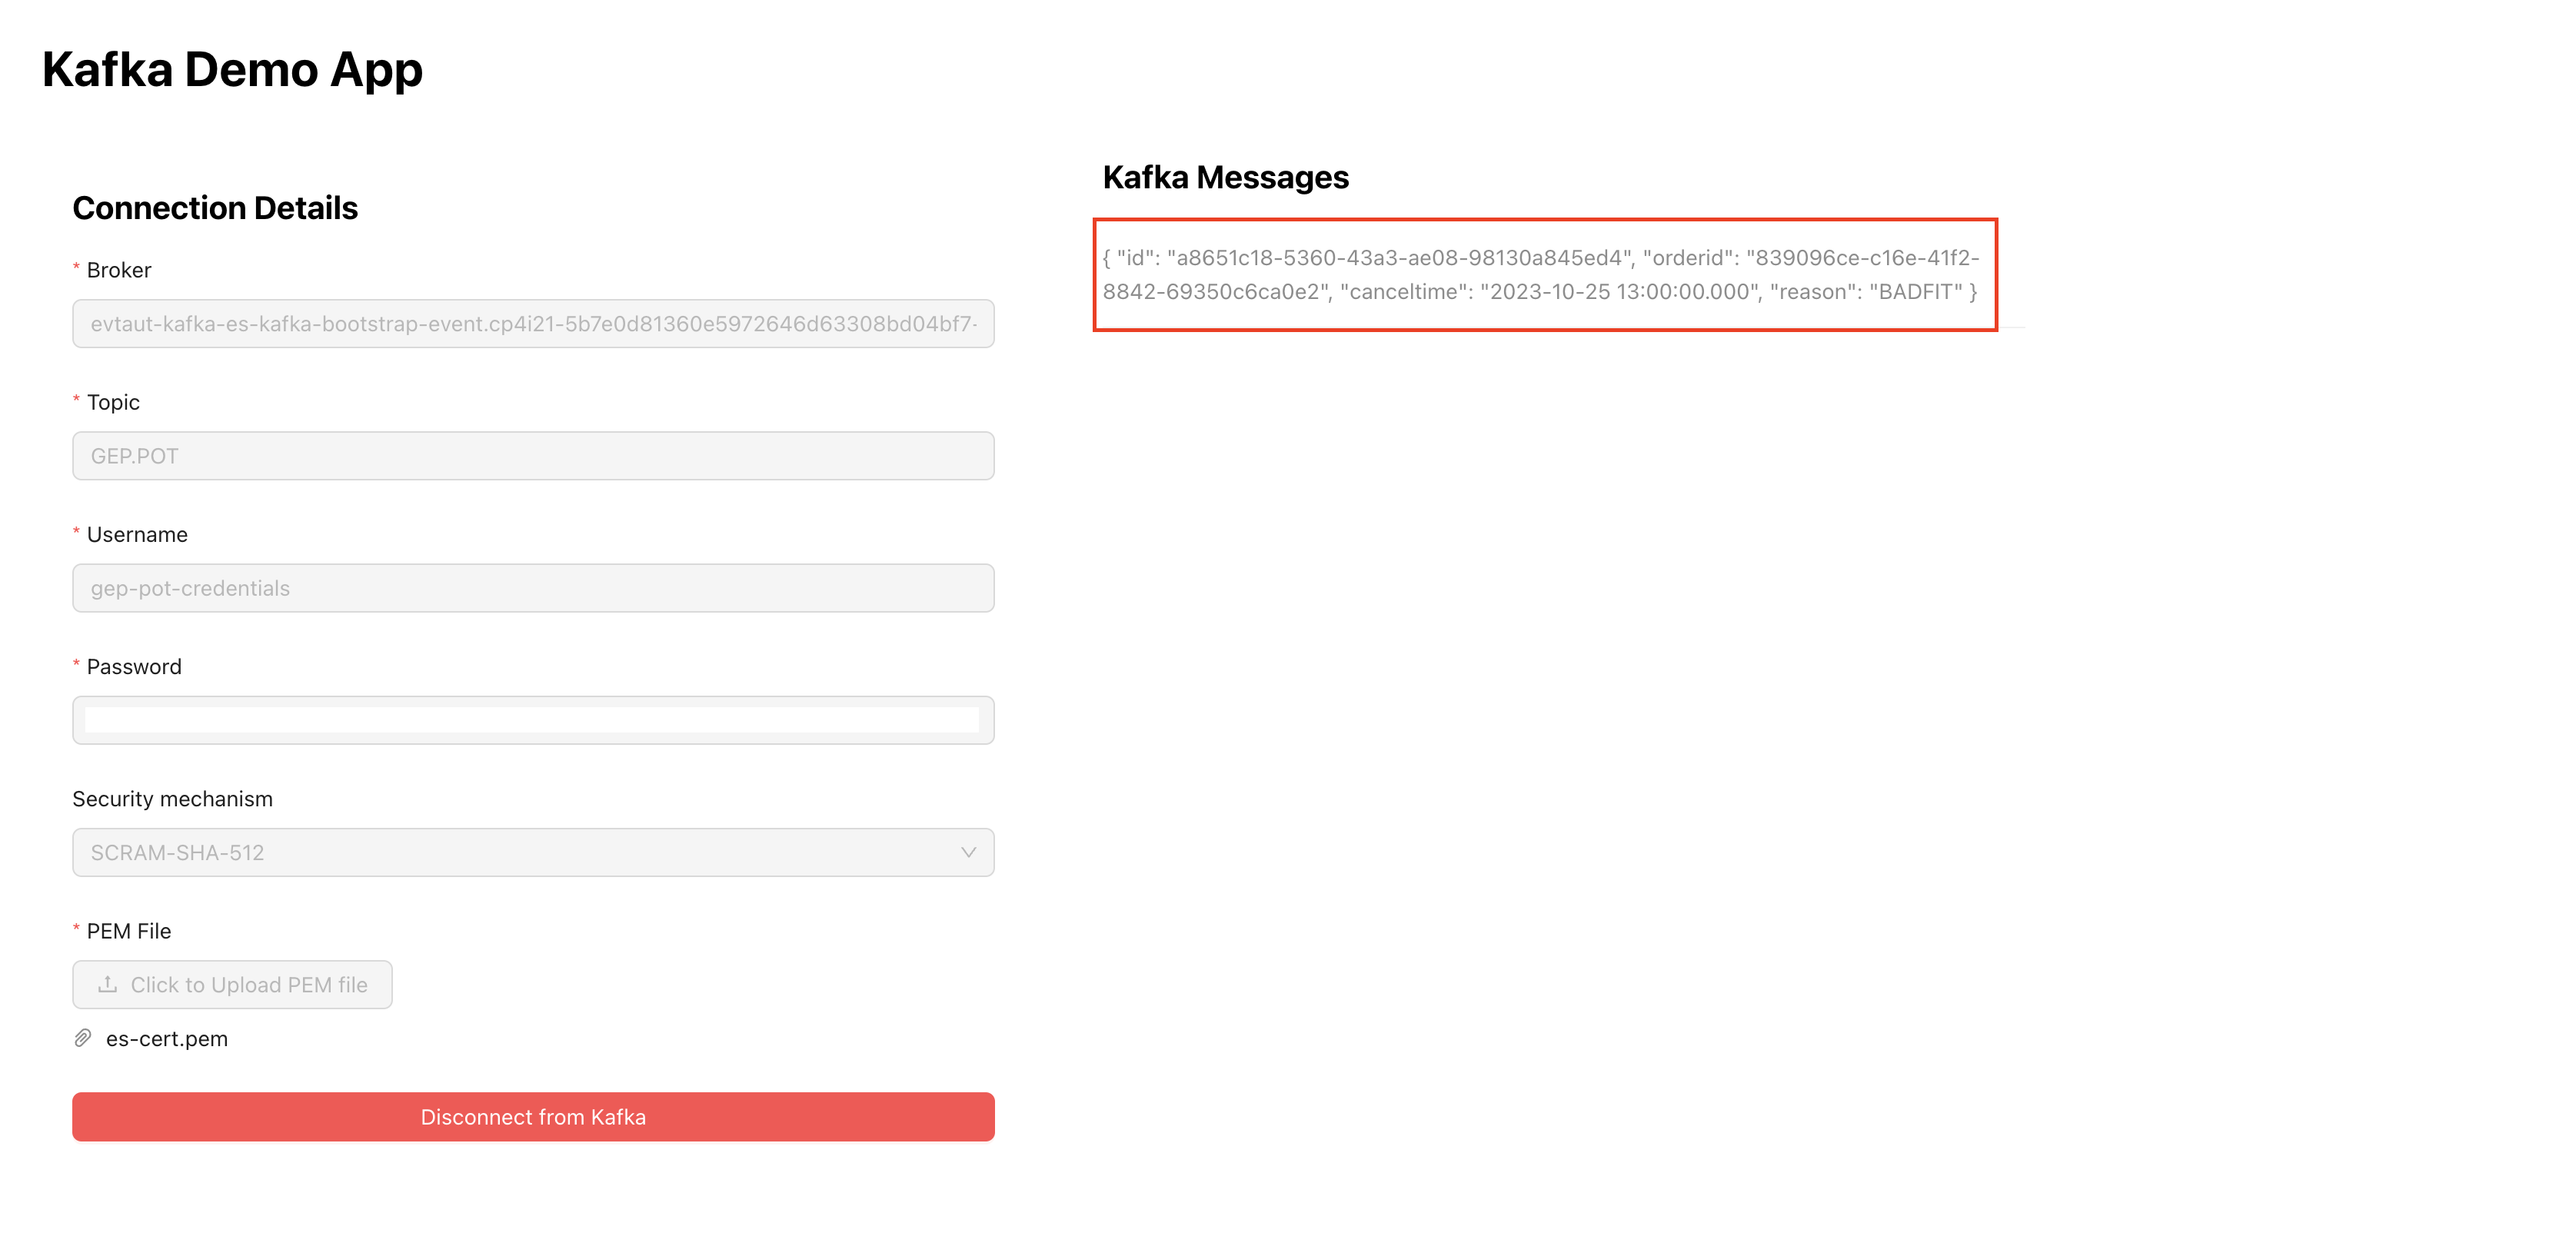 Kafka Demo App
Connection Details
* Broker
evtaut-kafka-es-kafka-bootstrap-event.cp4i21-5b7e0d81360e5972646d63308bd04bf7-
* Topic
GEP.POT
* Username
gep-pot-credentials
* Password
Security mechanism
SCRAM-SHA-512
* PEM File
Click to Upload PEM file
es-cert.pem
Disconnect from Kafka
Kafka Messages
{ "id": "a8651c18-5360-43a3-ae08-98130a845ed4", "orderid": "839096ce-c16e-41f2-
8842-69350c6ca0e2", "canceltime": "2023-10-25 13:00:00.000", "reason": "BADFIT" }